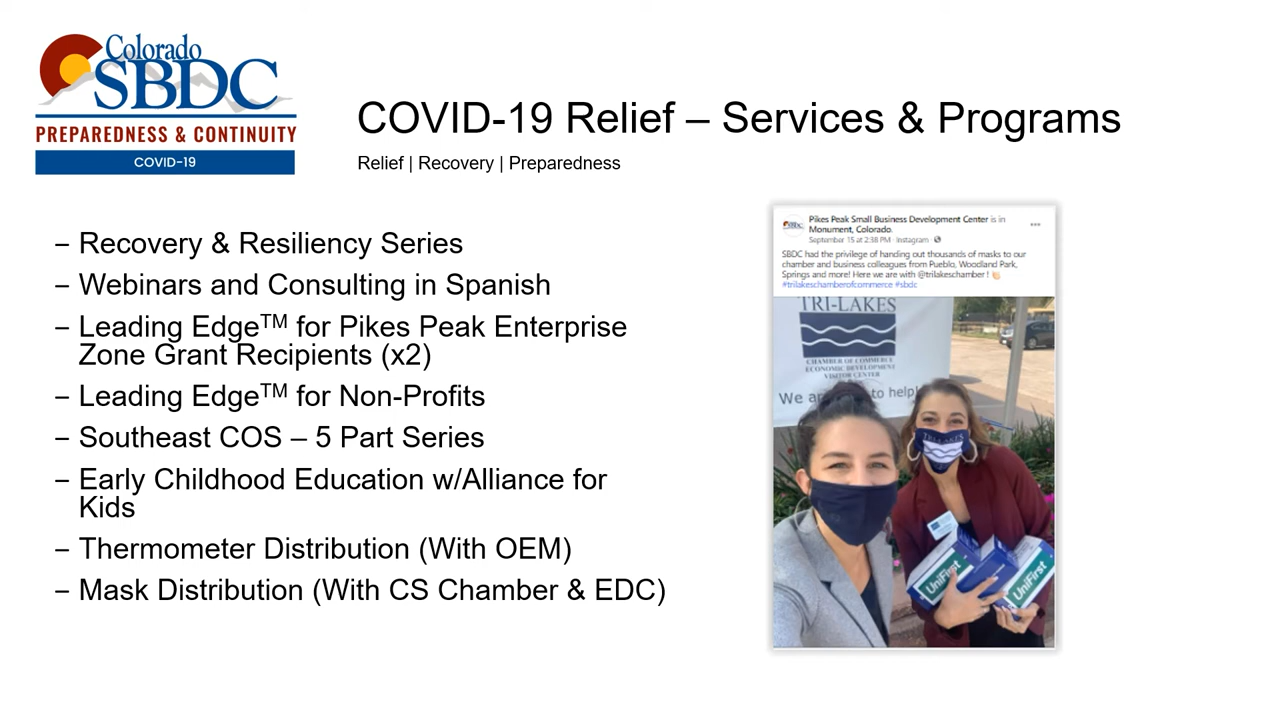 Colorado
SBDC
PREPAREDNESS & CONTINUITY
COVID-19
COVID-19 Relief – Services & Programs
Relief | Recovery | Preparedness
– Recovery & Resiliency Series
– Webinars and Consulting in Spanish
– Leading Edge™ for Pikes Peak Enterprise
Zone Grant Recipients (x2)
– Leading Edge™ for Non-Profits
– Southeast COS – 5 Part Series
– Early Childhood Education w/Alliance for
Kids
– Thermometer Distribution (With OEM)
– Mask Distribution (With CS Chamber & EDC)
SBDC
Pikes Peak Small Business Development Center is in
Monument, Colorado.
September 15 at 2:38 PM · Instagram ·
SBDC had the privilege of handing out thousands of masks to our
chamber and business colleagues from Pueblo, Woodland Park,
Springs and more! Here we are with @trilakeschamber ! 👏🏻
#trilakeschamberofcommerce #sbdc
TRI-LAKES
CHAMBER OF COMMERCE
ECONOMIC DEVELOPMENT
VISITOR CENTER
We are to help!
TRI-LAKES
UniFirst
UniFirst